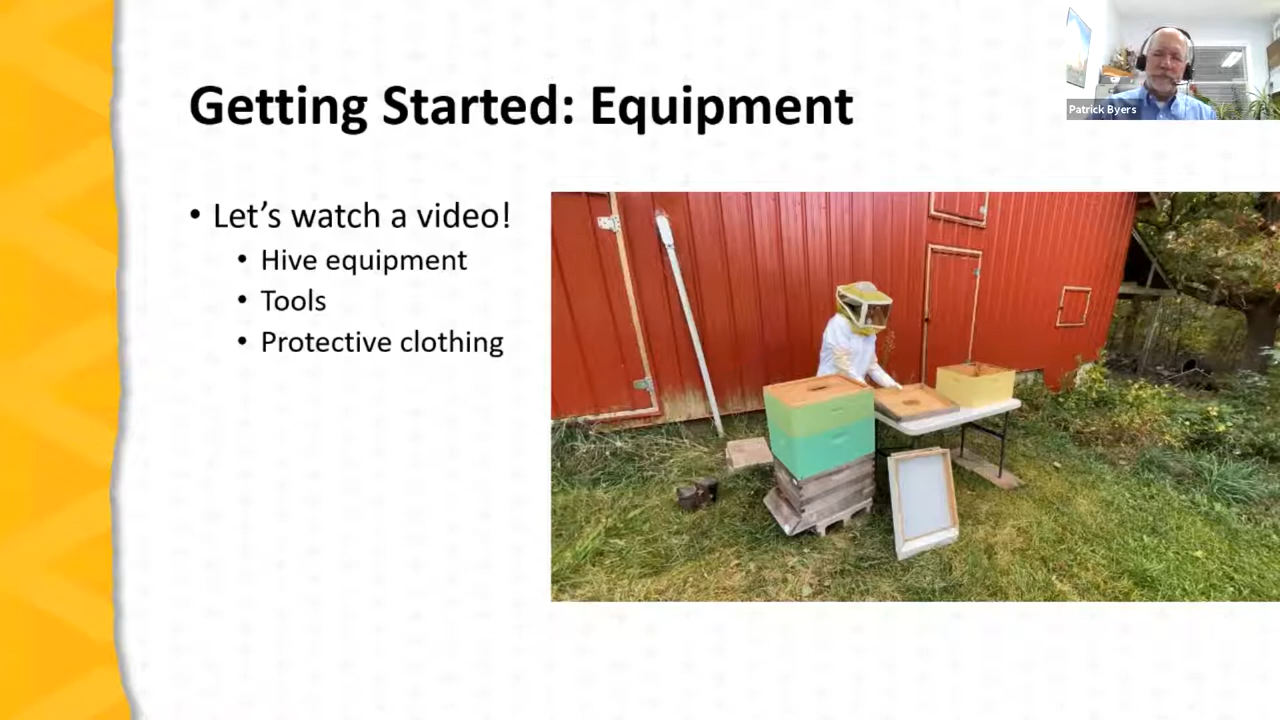 Getting Started: Equipment
Patrick Byers
• Let’s watch a video!
• Hive equipment
• Tools
• Protective clothing